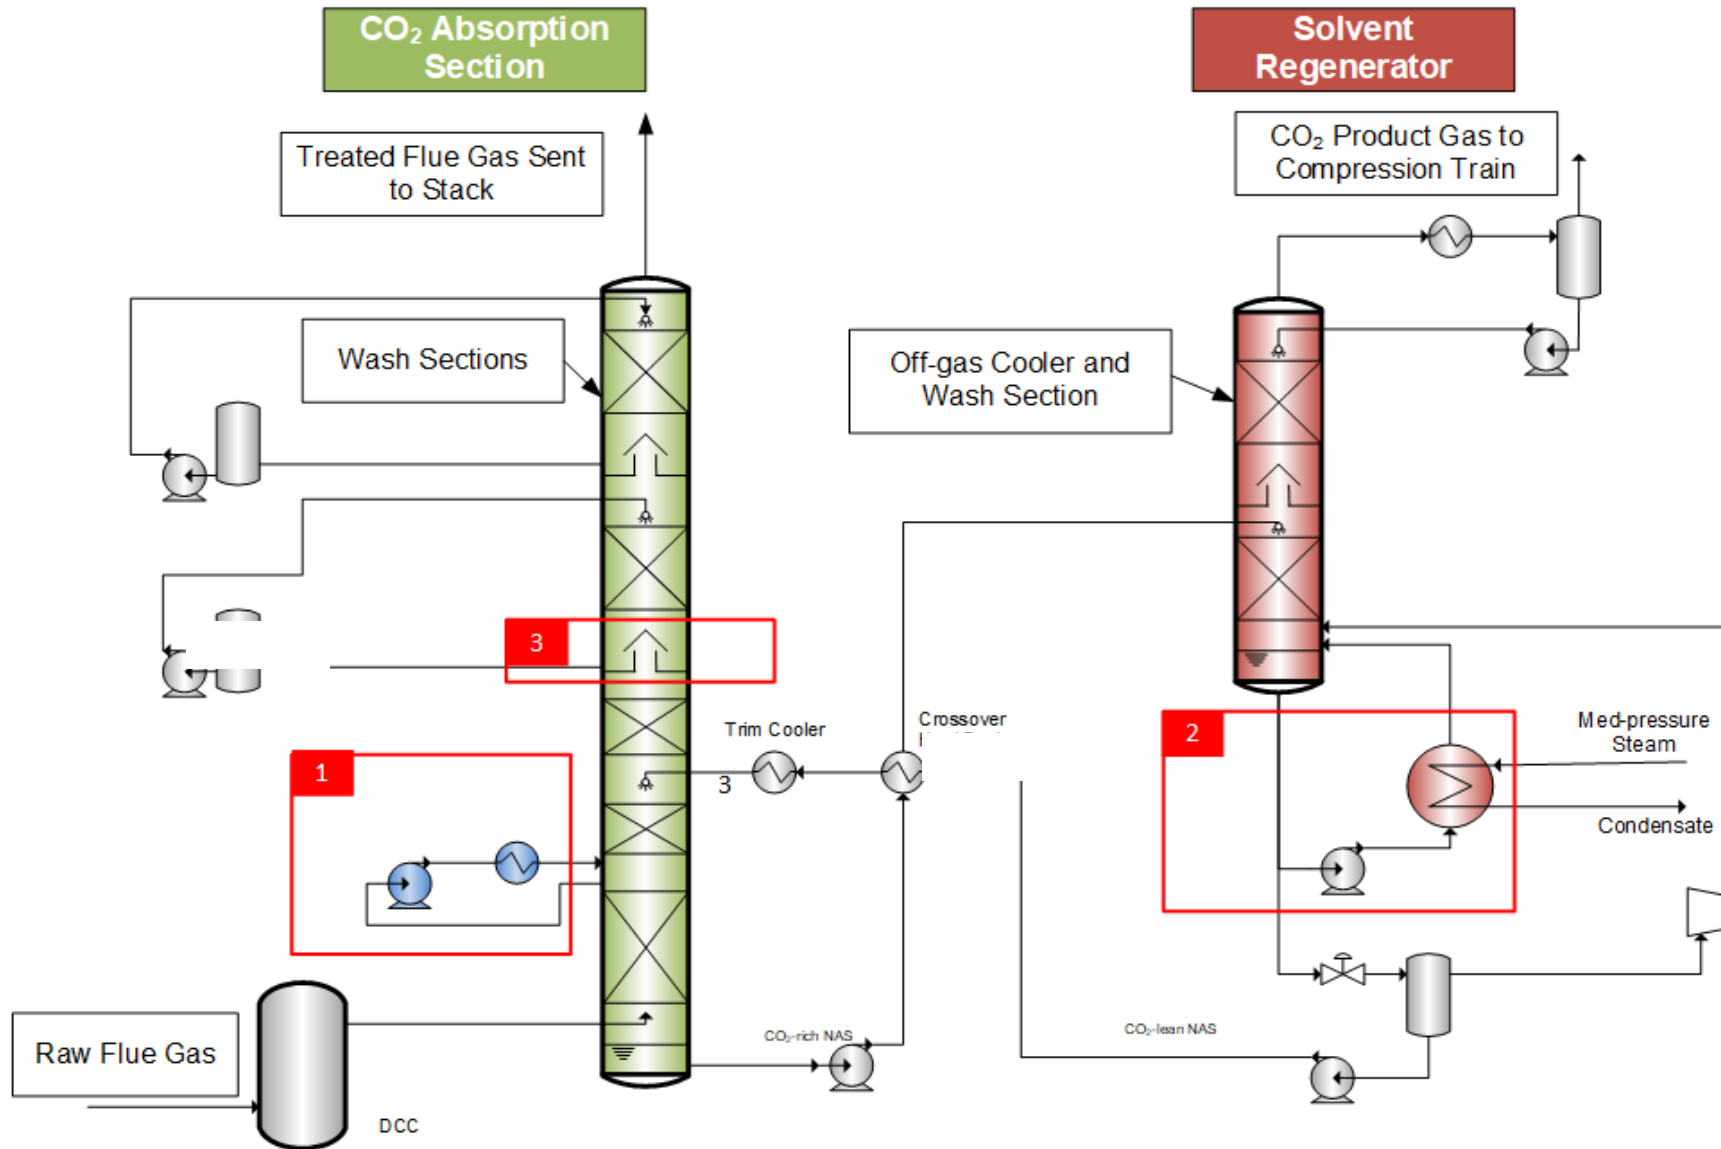 CO₂ Absorption
Section
Solvent
Regenerator
Treated Flue Gas Sent
to Stack
CO₂ Product Gas to
Compression Train
Wash Sections
Off-gas Cooler and
Wash Section
3
Trim Cooler
Crossover
2
Med-pressure
Steam
1
3
Condensate
CO₂-rich NAS
CO₂-lean NAS
Raw Flue Gas
DCC